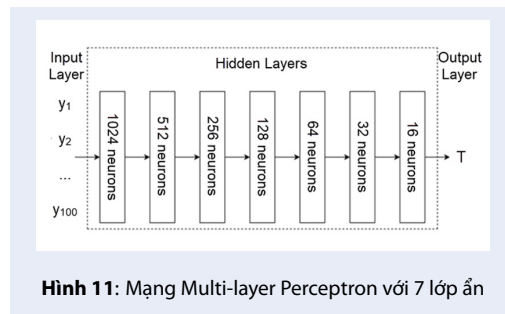 Input
Layer
Hidden Layers
Output
Layer
y1
y2
...
y100
1024 neurons
512 neurons
256 neurons
128 neurons
64 neurons
32 neurons
16 neurons
T
Hình 11: Mạng Multi-layer Perceptron với 7 lớp ẩn